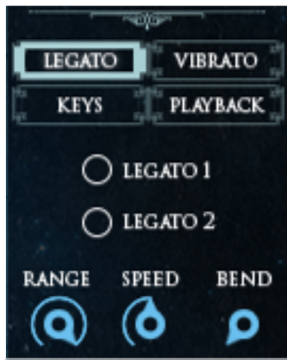 LEGATO VIBRATO
KEYS PLAYBACK
LEGATO 1
LEGATO 2
RANGE SPEED BEND